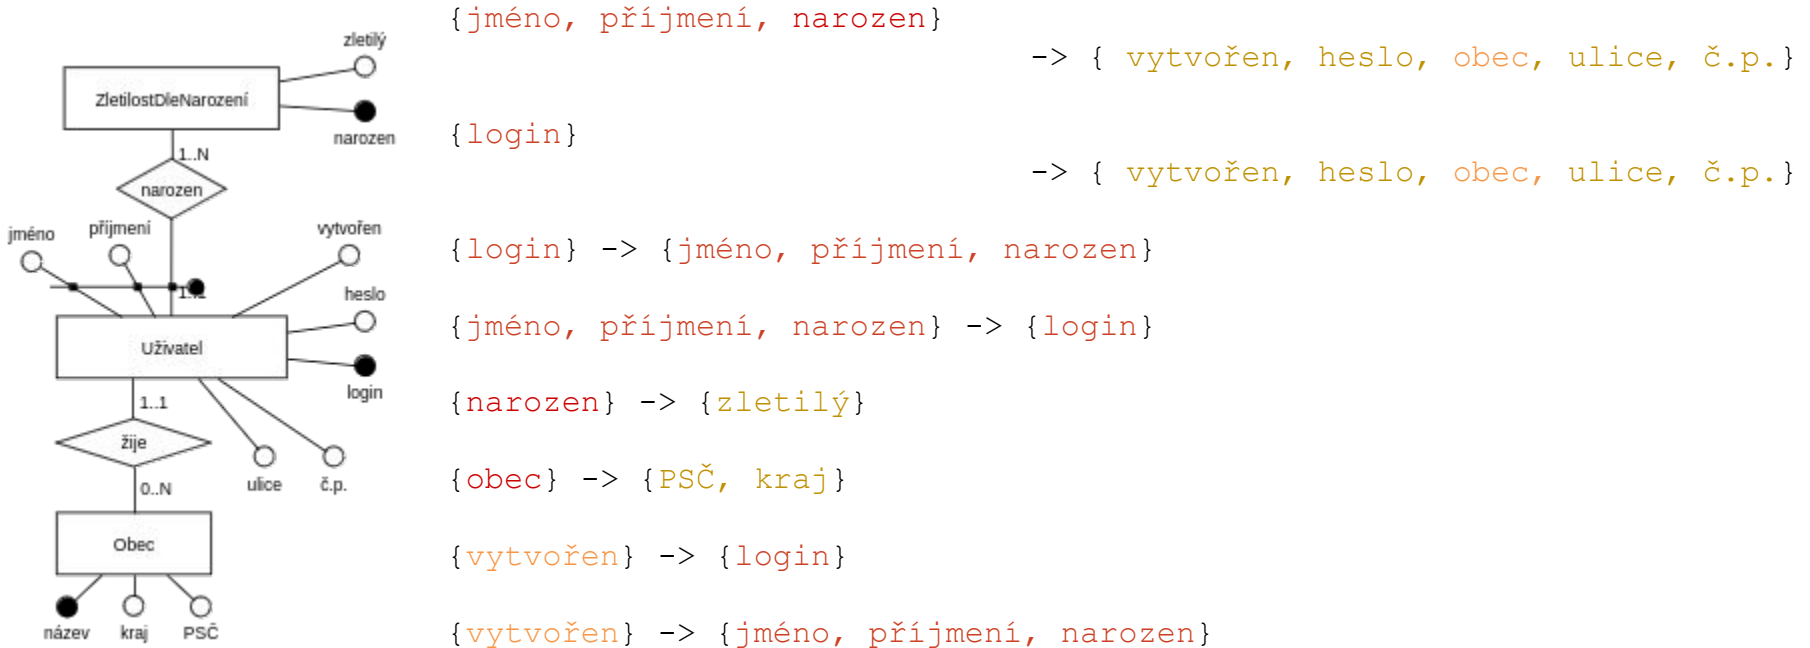 zletilý
ZletilostDleNarození
narozen
1..N
narozen
jméno
příjmení
vytvořen
1..1
heslo
Uživatel
login
1..1
žije
0..N
ulice
č.p.
Obec
název
kraj
PSČ
{jméno, příjmení, narozen}
-> { vytvořen, heslo, obec, ulice, č.p.}
{login}
-> { vytvořen, heslo, obec, ulice, č.p.}
{login} -> {jméno, příjmení, narozen}
{jméno, příjmení, narozen} -> {login}
{narozen} -> {zletilý}
{obec} -> {PSČ, kraj}
{vytvořen} -> {login}
{vytvořen} -> {jméno, příjmení, narozen}